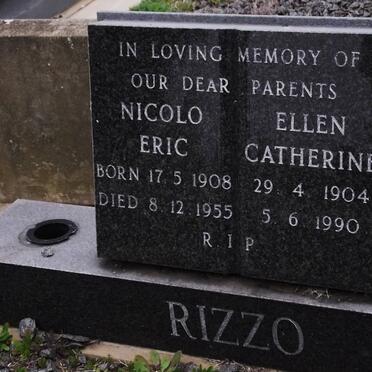 IN LOVING MEMORY OF
OUR DEAR PARENTS
NICOLO ELLEN
ERIC CATHERINE
BORN 17. 5. 1908 29. 4. 1904
DIED 8. 12. 1955 5. 6. 1990
R I P
RIZZO